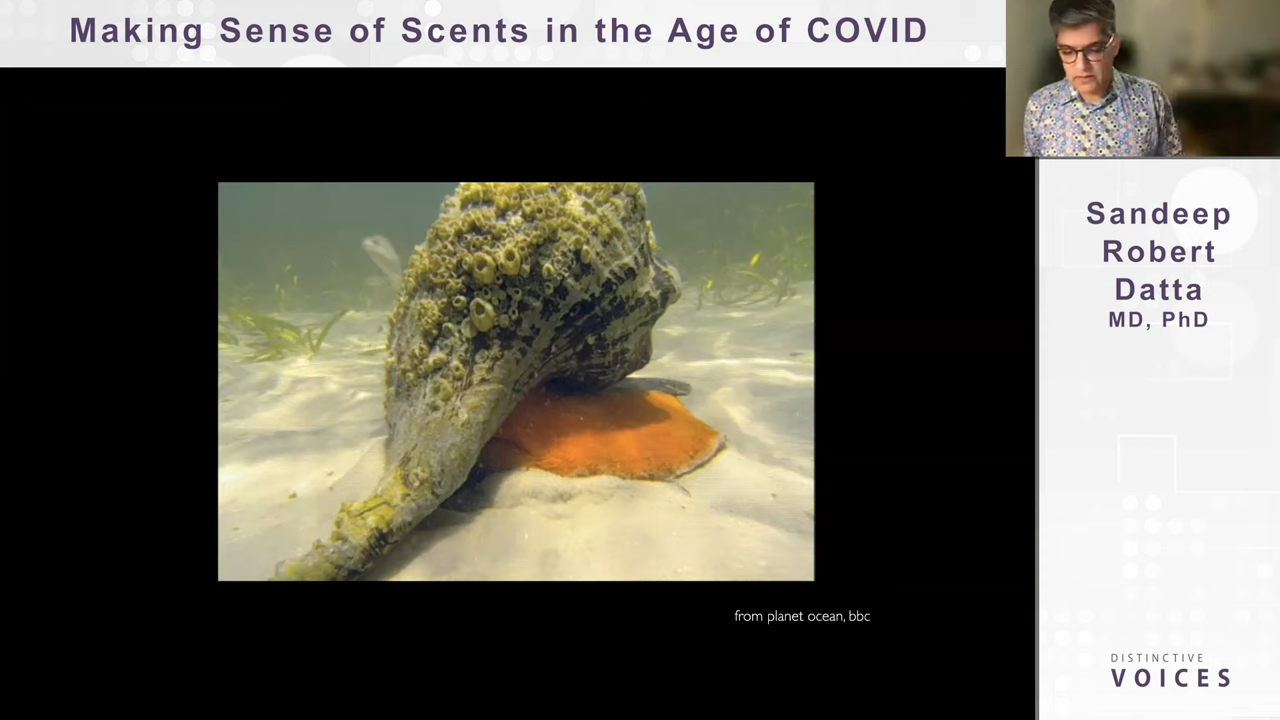 Making Sense of Scents in the Age of COVID
Sandeep
Robert
Datta
MD, PhD
from planet ocean, bbc
DISTINCTIVE
VOICES